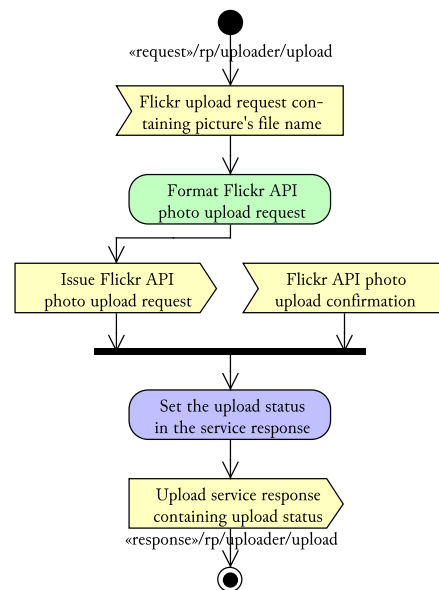 «request»/rp/uploader/upload
Flickr upload request con-
taining picture's file name
Format Flickr API
photo upload request
Issue Flickr API
photo upload request
Flickr API photo
upload confirmation
Set the upload status
in the service response
Upload service response
containing upload status
«response»/rp/uploader/upload